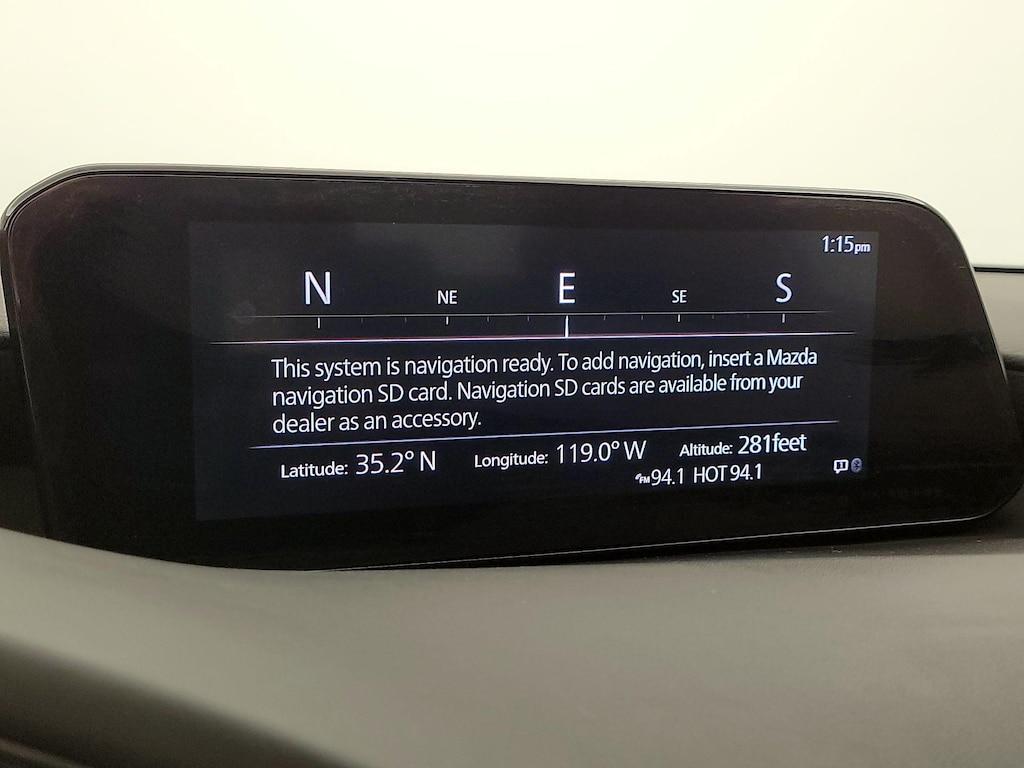 1:15pm
N NE E SE S
This system is navigation ready. To add navigation, insert a Mazda
navigation SD card. Navigation SD cards are available from your
dealer as an accessory.
Latitude: 35.2° N Longitude: 119.0° W Altitude: 281feet
FM 94.1 HOT 94.1